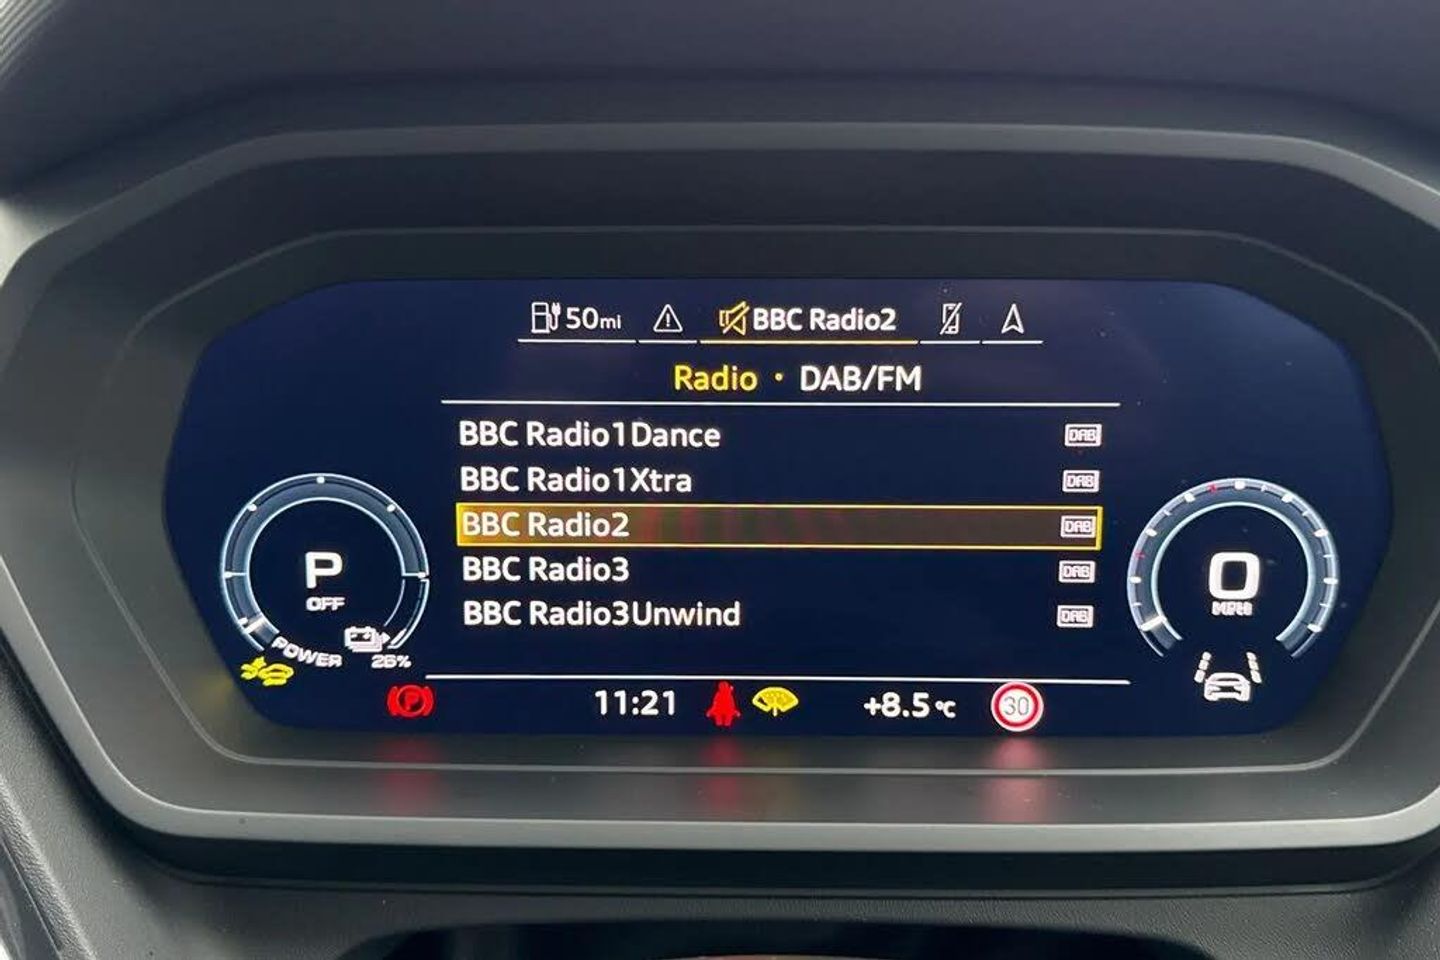 50mi
BBC Radio2
Radio • DAB/FM
BBC Radio1Dance DAB
BBC Radio1Xtra DAB
BBC Radio2 DAB
BBC Radio3 DAB
BBC Radio3Unwind DAB
P
OFF
POWER
26%
0
MPH
P
11:21
+8.5°C
30